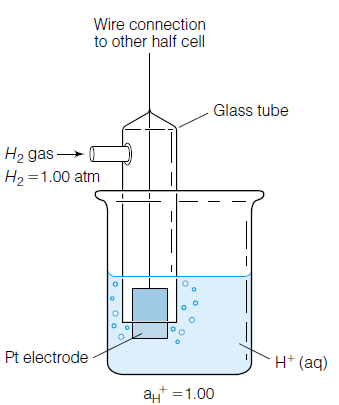 Wire connection
to other half cell
Glass tube
H₂ gas
H₂ =1.00 atm
Pt electrode
H⁺ (aq)
aH⁺ =1.00